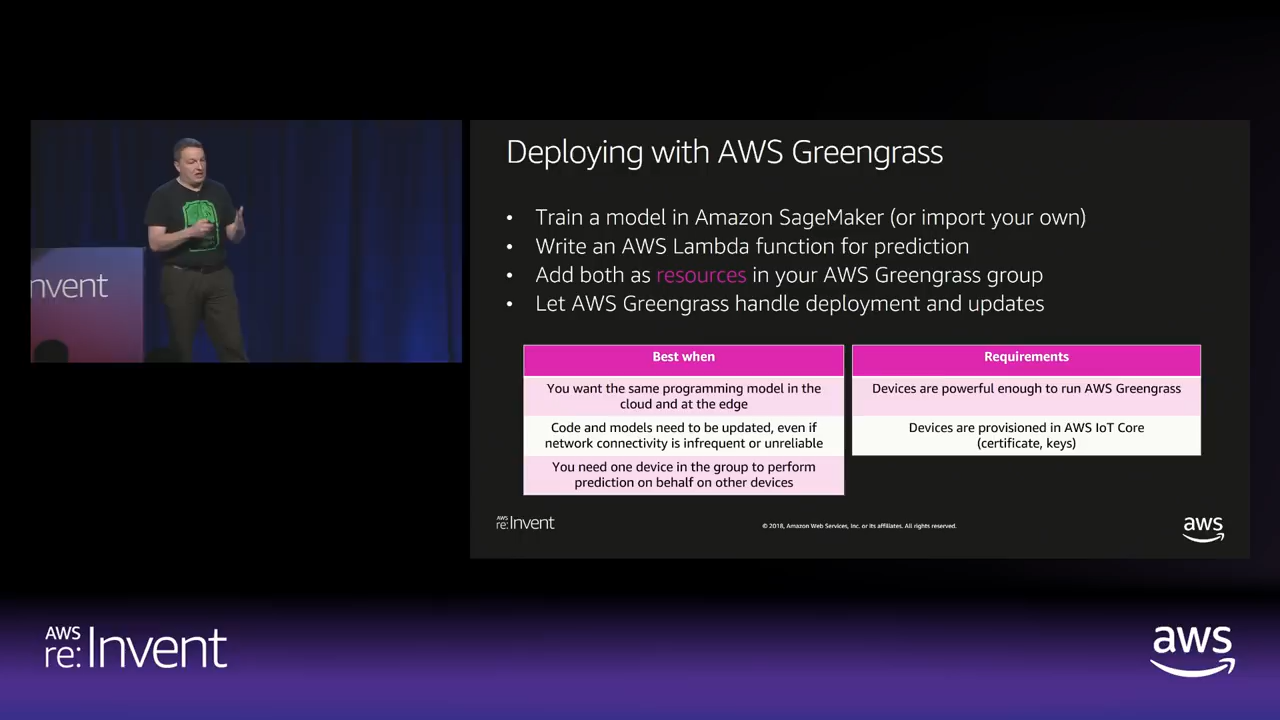 Deploying with AWS Greengrass
• Train a model in Amazon SageMaker (or import your own)
• Write an AWS Lambda function for prediction
• Add both as resources in your AWS Greengrass group
• Let AWS Greengrass handle deployment and updates
Best when
You want the same programming model in the
cloud and at the edge
Code and models need to be updated, even if
network connectivity is infrequent or unreliable
You need one device in the group to perform
prediction on behalf on other devices
Requirements
Devices are powerful enough to run AWS Greengrass
Devices are provisioned in AWS IoT Core
(certificate, keys)
AWS
re:Invent
© 2018, Amazon Web Services, Inc. or its affiliates. All rights reserved.
aws
nvent
AWS
re:Invent
aws